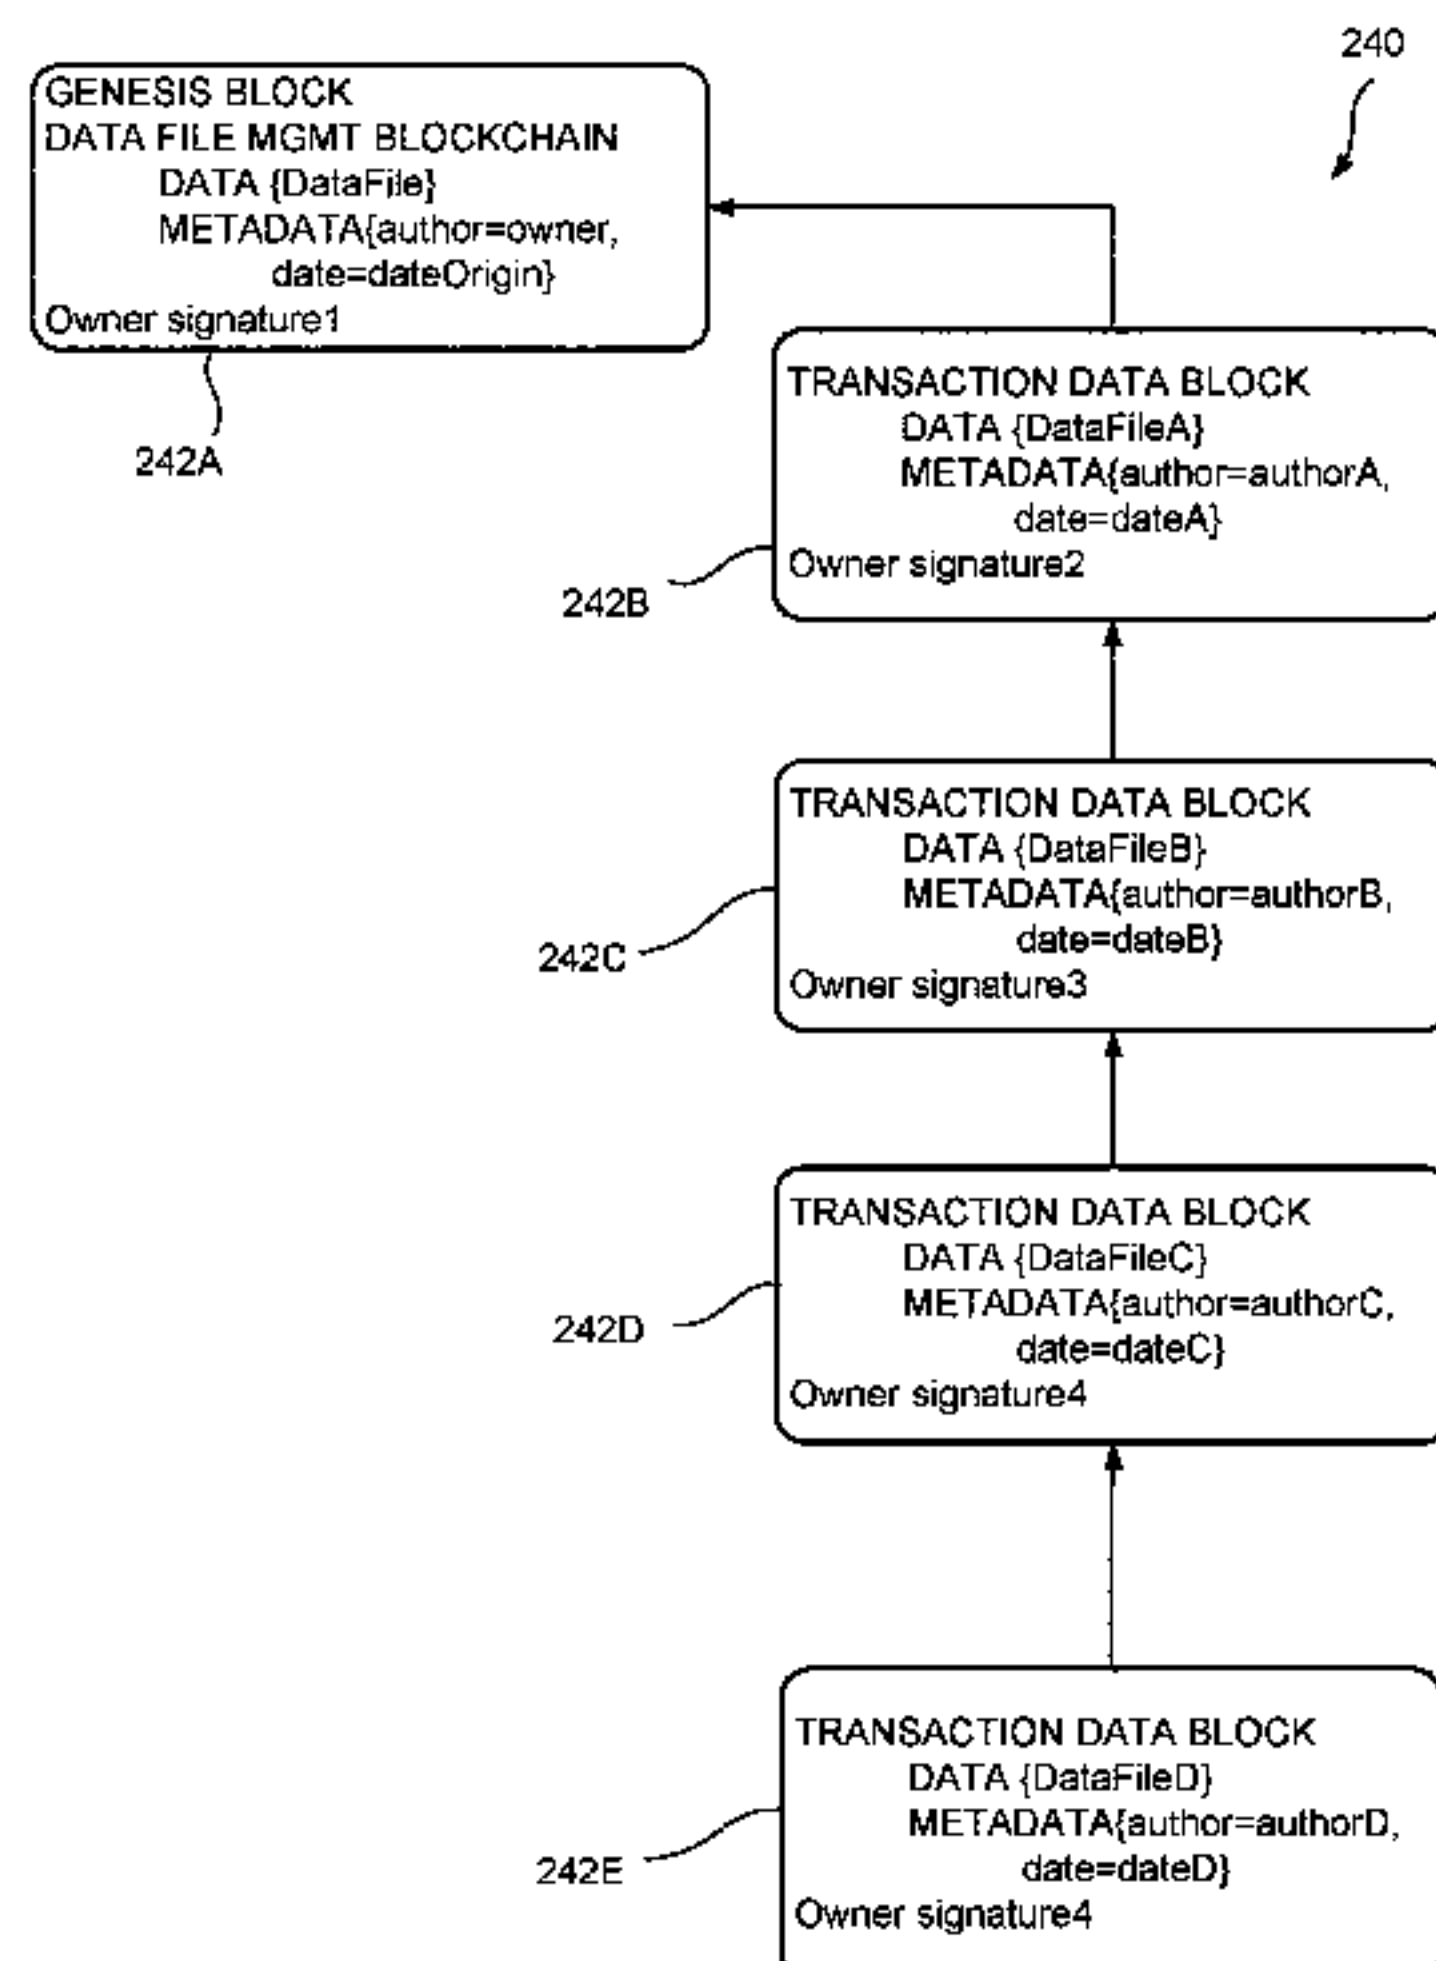 240
GENESIS BLOCK
DATA FILE MGMT BLOCKCHAIN
DATA {DataFile}
METADATA{author=owner,
date=dateOrigin}
Owner signature1
242A
TRANSACTION DATA BLOCK
DATA {DataFileA}
METADATA{author=authorA,
date=dateA}
Owner signature2
242B
TRANSACTION DATA BLOCK
DATA {DataFileB}
METADATA{author=authorB,
date=dateB}
Owner signature3
242C
TRANSACTION DATA BLOCK
DATA {DataFileC}
METADATA{author=authorC,
date=dateC}
Owner signature4
242D
TRANSACTION DATA BLOCK
DATA {DataFileD}
METADATA{author=authorD,
date=dateD}
Owner signature4
242E